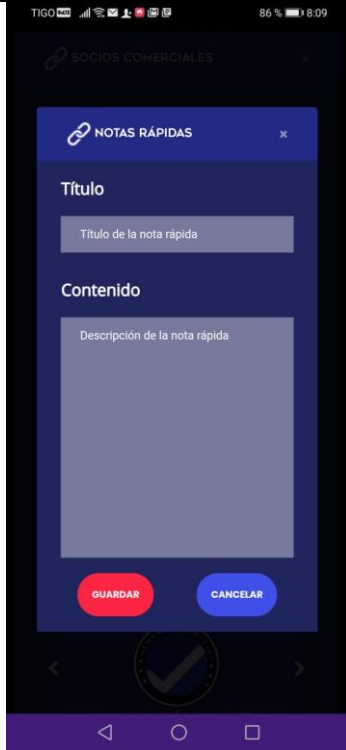 TIGO VoLTE 86 % 8:09
SOCIOS COMERCIALES ×
NOTAS RÁPIDAS ×
Título
Título de la nota rápida
Contenido
Descripción de la nota rápida
GUARDAR CANCELAR